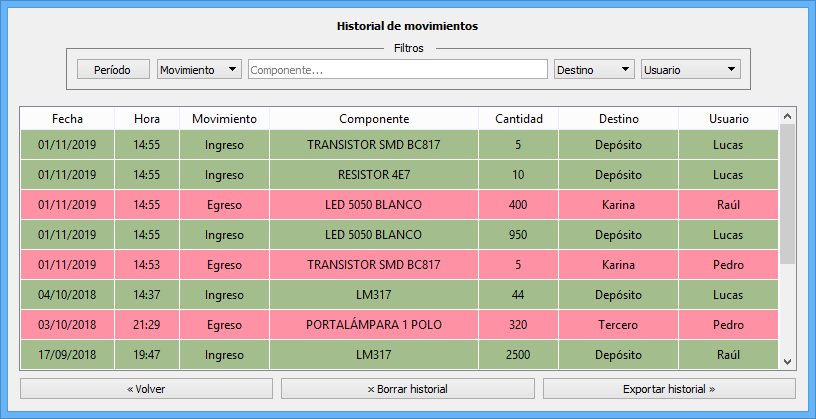 Historial de movimientos
Filtros
Período Movimiento Componente... Destino Usuario
Fecha Hora Movimiento Componente Cantidad Destino Usuario
01/11/2019 14:55 Ingreso TRANSISTOR SMD BC817 5 Depósito Lucas
01/11/2019 14:55 Ingreso RESISTOR 4E7 10 Depósito Lucas
01/11/2019 14:55 Egreso LED 5050 BLANCO 400 Karina Raúl
01/11/2019 14:55 Ingreso LED 5050 BLANCO 950 Depósito Lucas
01/11/2019 14:53 Egreso TRANSISTOR SMD BC817 5 Karina Pedro
04/10/2018 14:37 Ingreso LM317 44 Depósito Lucas
03/10/2018 21:29 Egreso PORTALÁMPARA 1 POLO 320 Tercero Pedro
17/09/2018 19:47 Ingreso LM317 2500 Depósito Raúl
« Volver × Borrar historial Exportar historial »